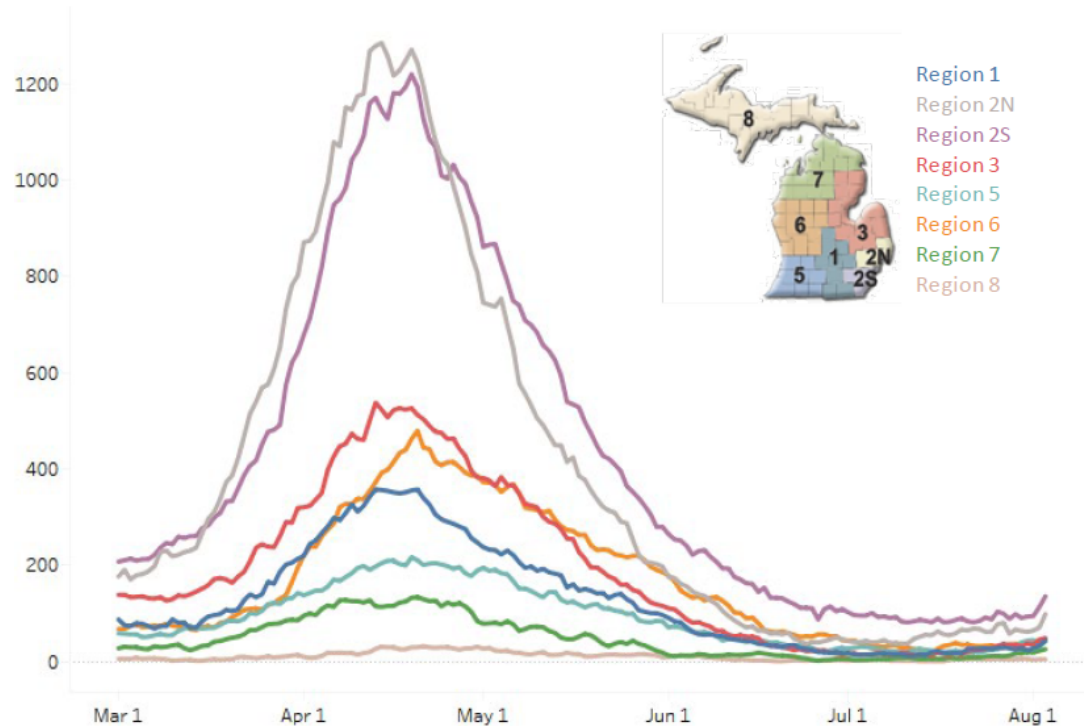 1200
1000
800
600
400
200
0
Mar 1 Apr 1 May 1 Jun 1 Jul 1 Aug 1
8
7
6
3
1
2N
5
2S
Region 1
Region 2N
Region 2S
Region 3
Region 5
Region 6
Region 7
Region 8